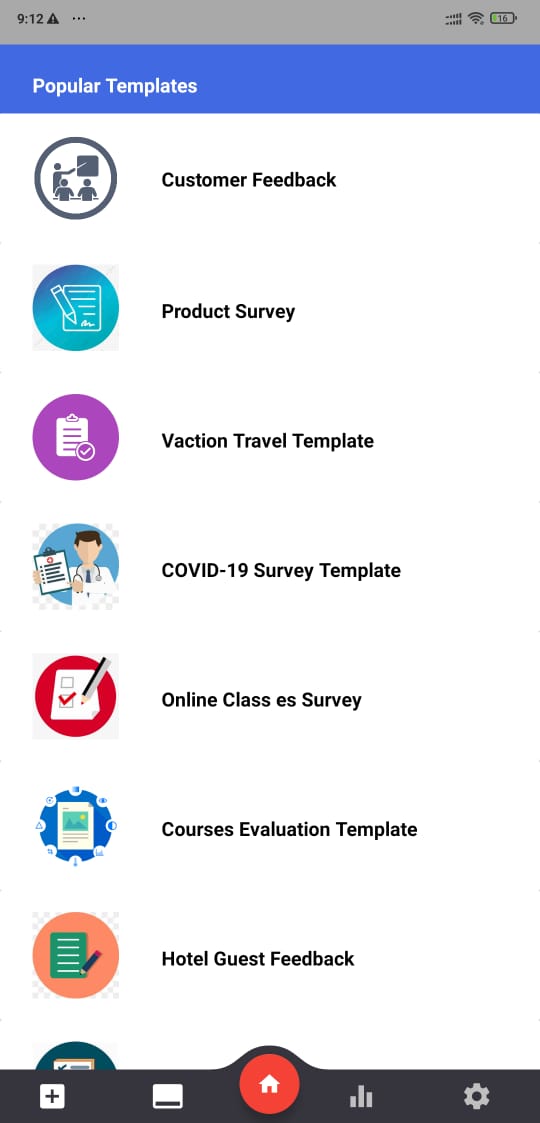 9:12
16
Popular Templates
Customer Feedback
Product Survey
Vaction Travel Template
COVID-19 Survey Template
Online Class es Survey
Courses Evaluation Template
Hotel Guest Feedback